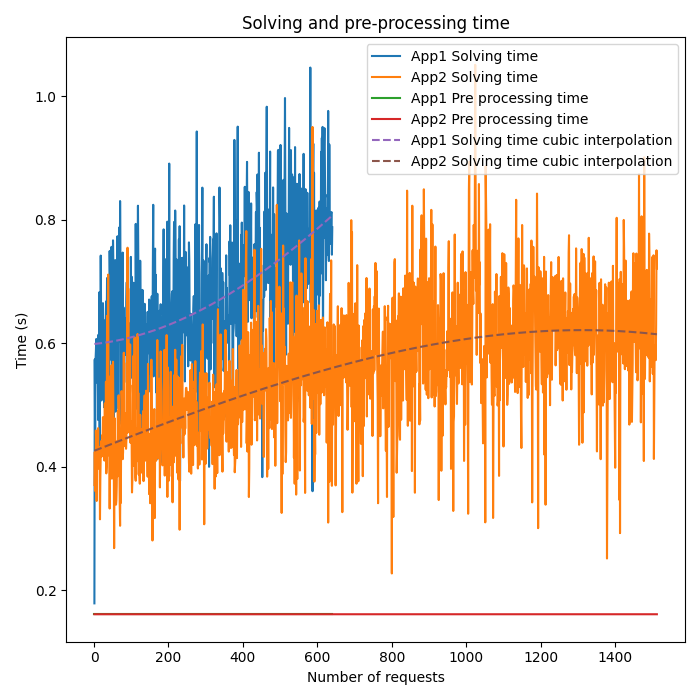 Solving and pre-processing time
App1 Solving time
App2 Solving time
App1 Pre processing time
App2 Pre processing time
App1 Solving time cubic interpolation
App2 Solving time cubic interpolation
Time (s)
1.0
0.8
0.6
0.4
0.2
0 200 400 600 800 1000 1200 1400
Number of requests